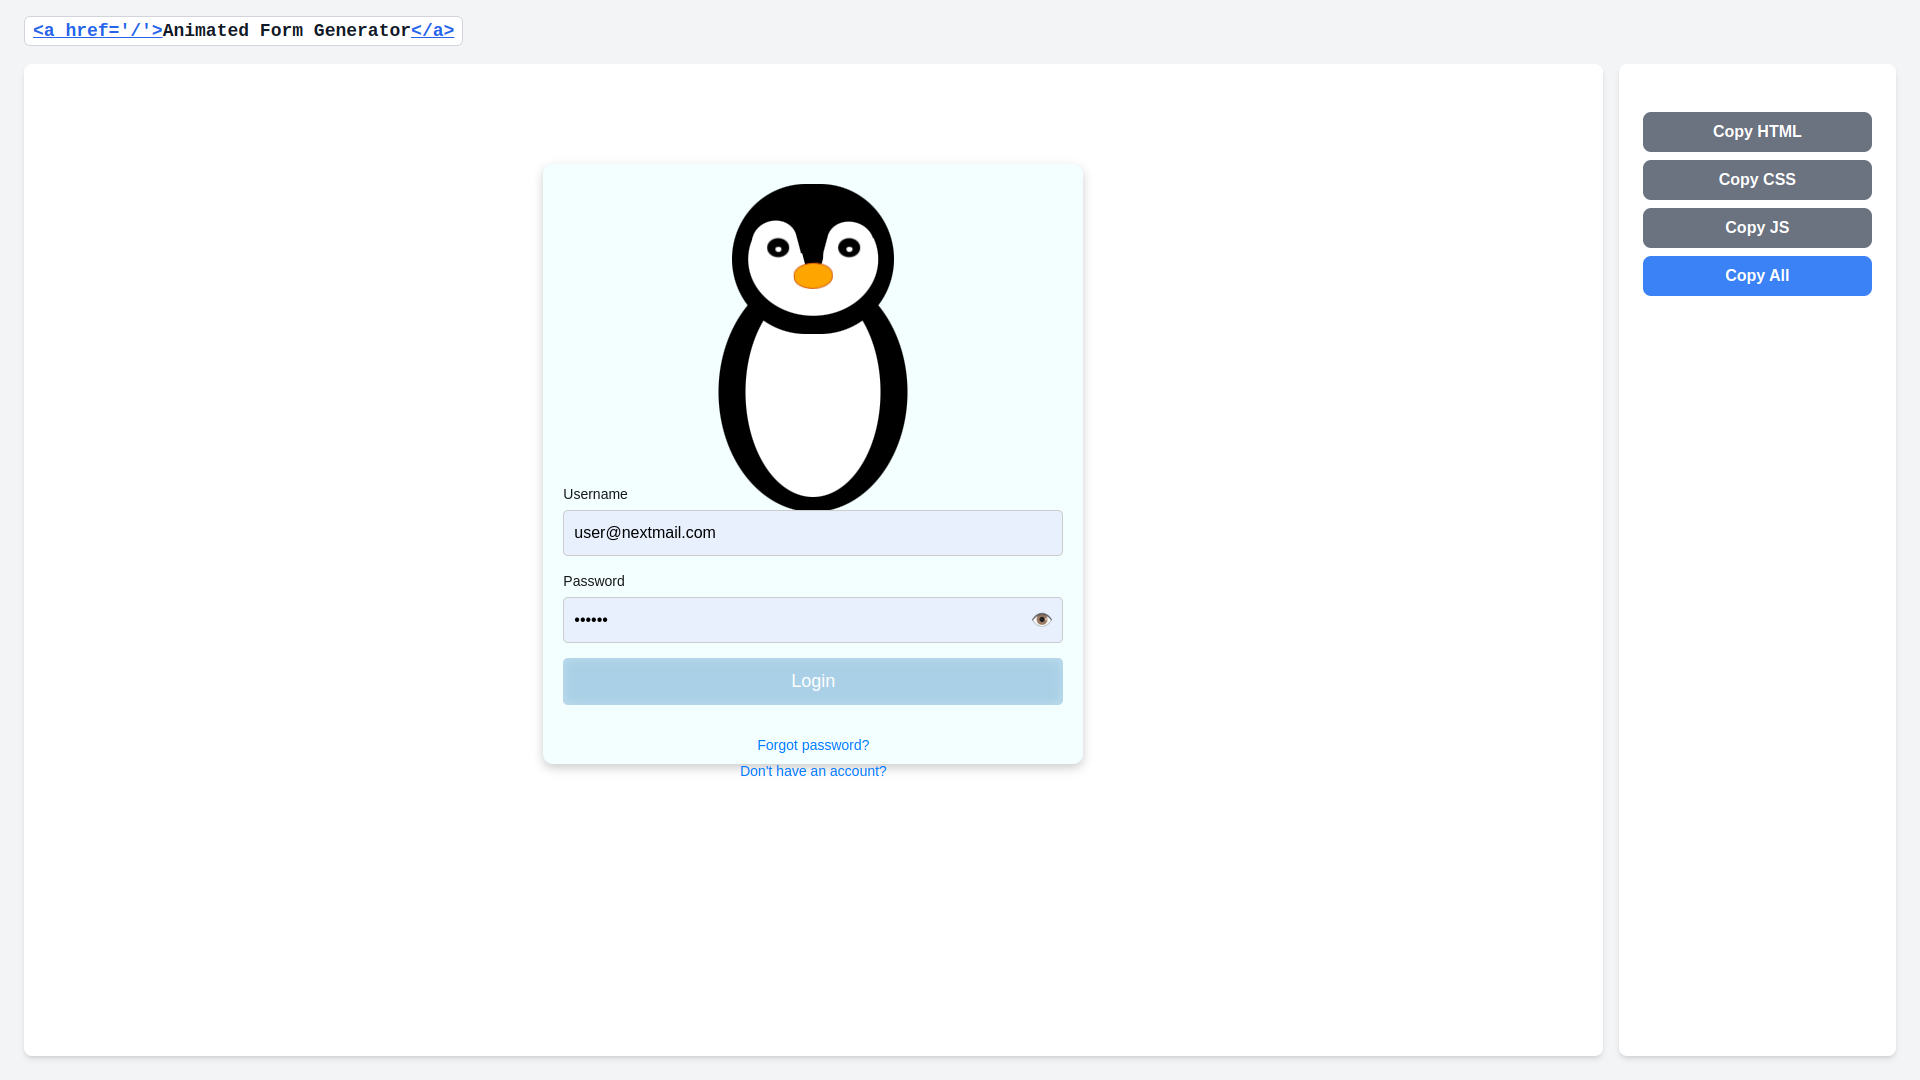 <a href='/'>Animated Form Generator</a>
Copy HTML
Copy CSS
Copy JS
Copy All
Username
user@nextmail.com
Password
••••••
Login
Forgot password?
Don't have an account?